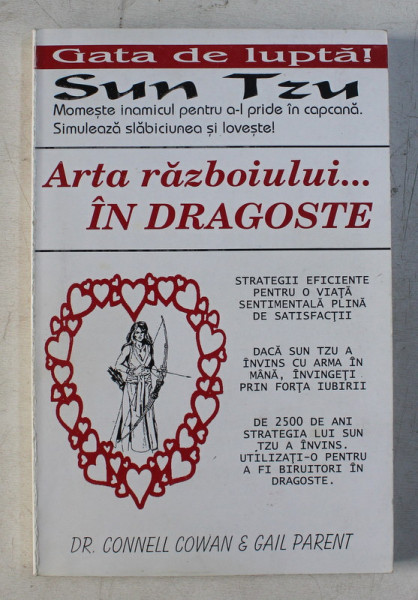 Gata de luptă!
Sun Tzu
Momește inamicul pentru a-l pride în capcană.
Simulează slăbiciunea și lovește!
Arta războiului...
ÎN DRAGOSTE
STRATEGII EFICIENTE
PENTRU O VIAȚĂ
SENTIMENTALĂ PLINĂ
DE SATISFACȚII
DACĂ SUN TZU A
ÎNVINS CU ARMA ÎN
MÂNĂ, ÎNVINGEȚI
PRIN FORȚA IUBIRII
DE 2500 DE ANI
STRATEGIA LUI SUN
TZU A ÎNVINS.
UTILIZAȚI-O PENTRU
A FI BIRUITORI ÎN
DRAGOSTE.
DR. CONNELL COWAN & GAIL PARENT